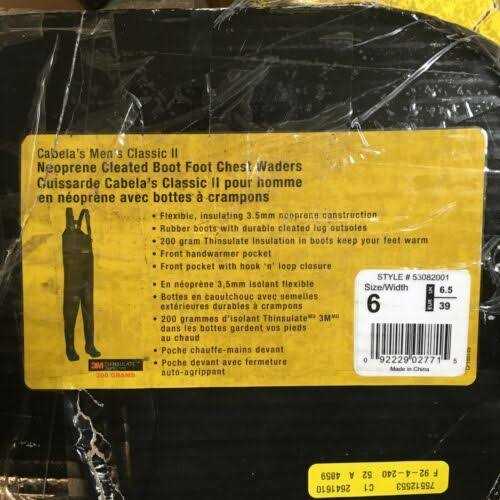 Cabela's Men's Classic II
Neoprene Cleated Boot Foot Chest Waders
Cuissarde Cabela's Classic II pour homme
en néoprène avec bottes à crampons
• Flexible, insulating 3.5mm neoprene construction
• Rubber boots with durable cleated lug outsoles
• 200 gram Thinsulate Insulation in boots keep your feet warm
• Front handwarmer pocket
• Front pocket with hook 'n' loop closure
• En néoprène 3,5mm isolant flexible
• Bottes en caoutchouc avec semelles
extérieures durables à crampons
• 200 grammes d'isolant Thinsulate MD 3M MD
dans les bottes gardent vos pieds
au chaud
• Poche chauffe-mains devant
• Poche devant avec fermeture
auto-agrippant
3M THINSULATE
200 GRAMS
STYLE # 53082001
Size/Width
6
UK 6.5
EUR 39
0 92229 02771 5
Made in China
F 92-4-240 52 A 4859
75512553 C1 2641610